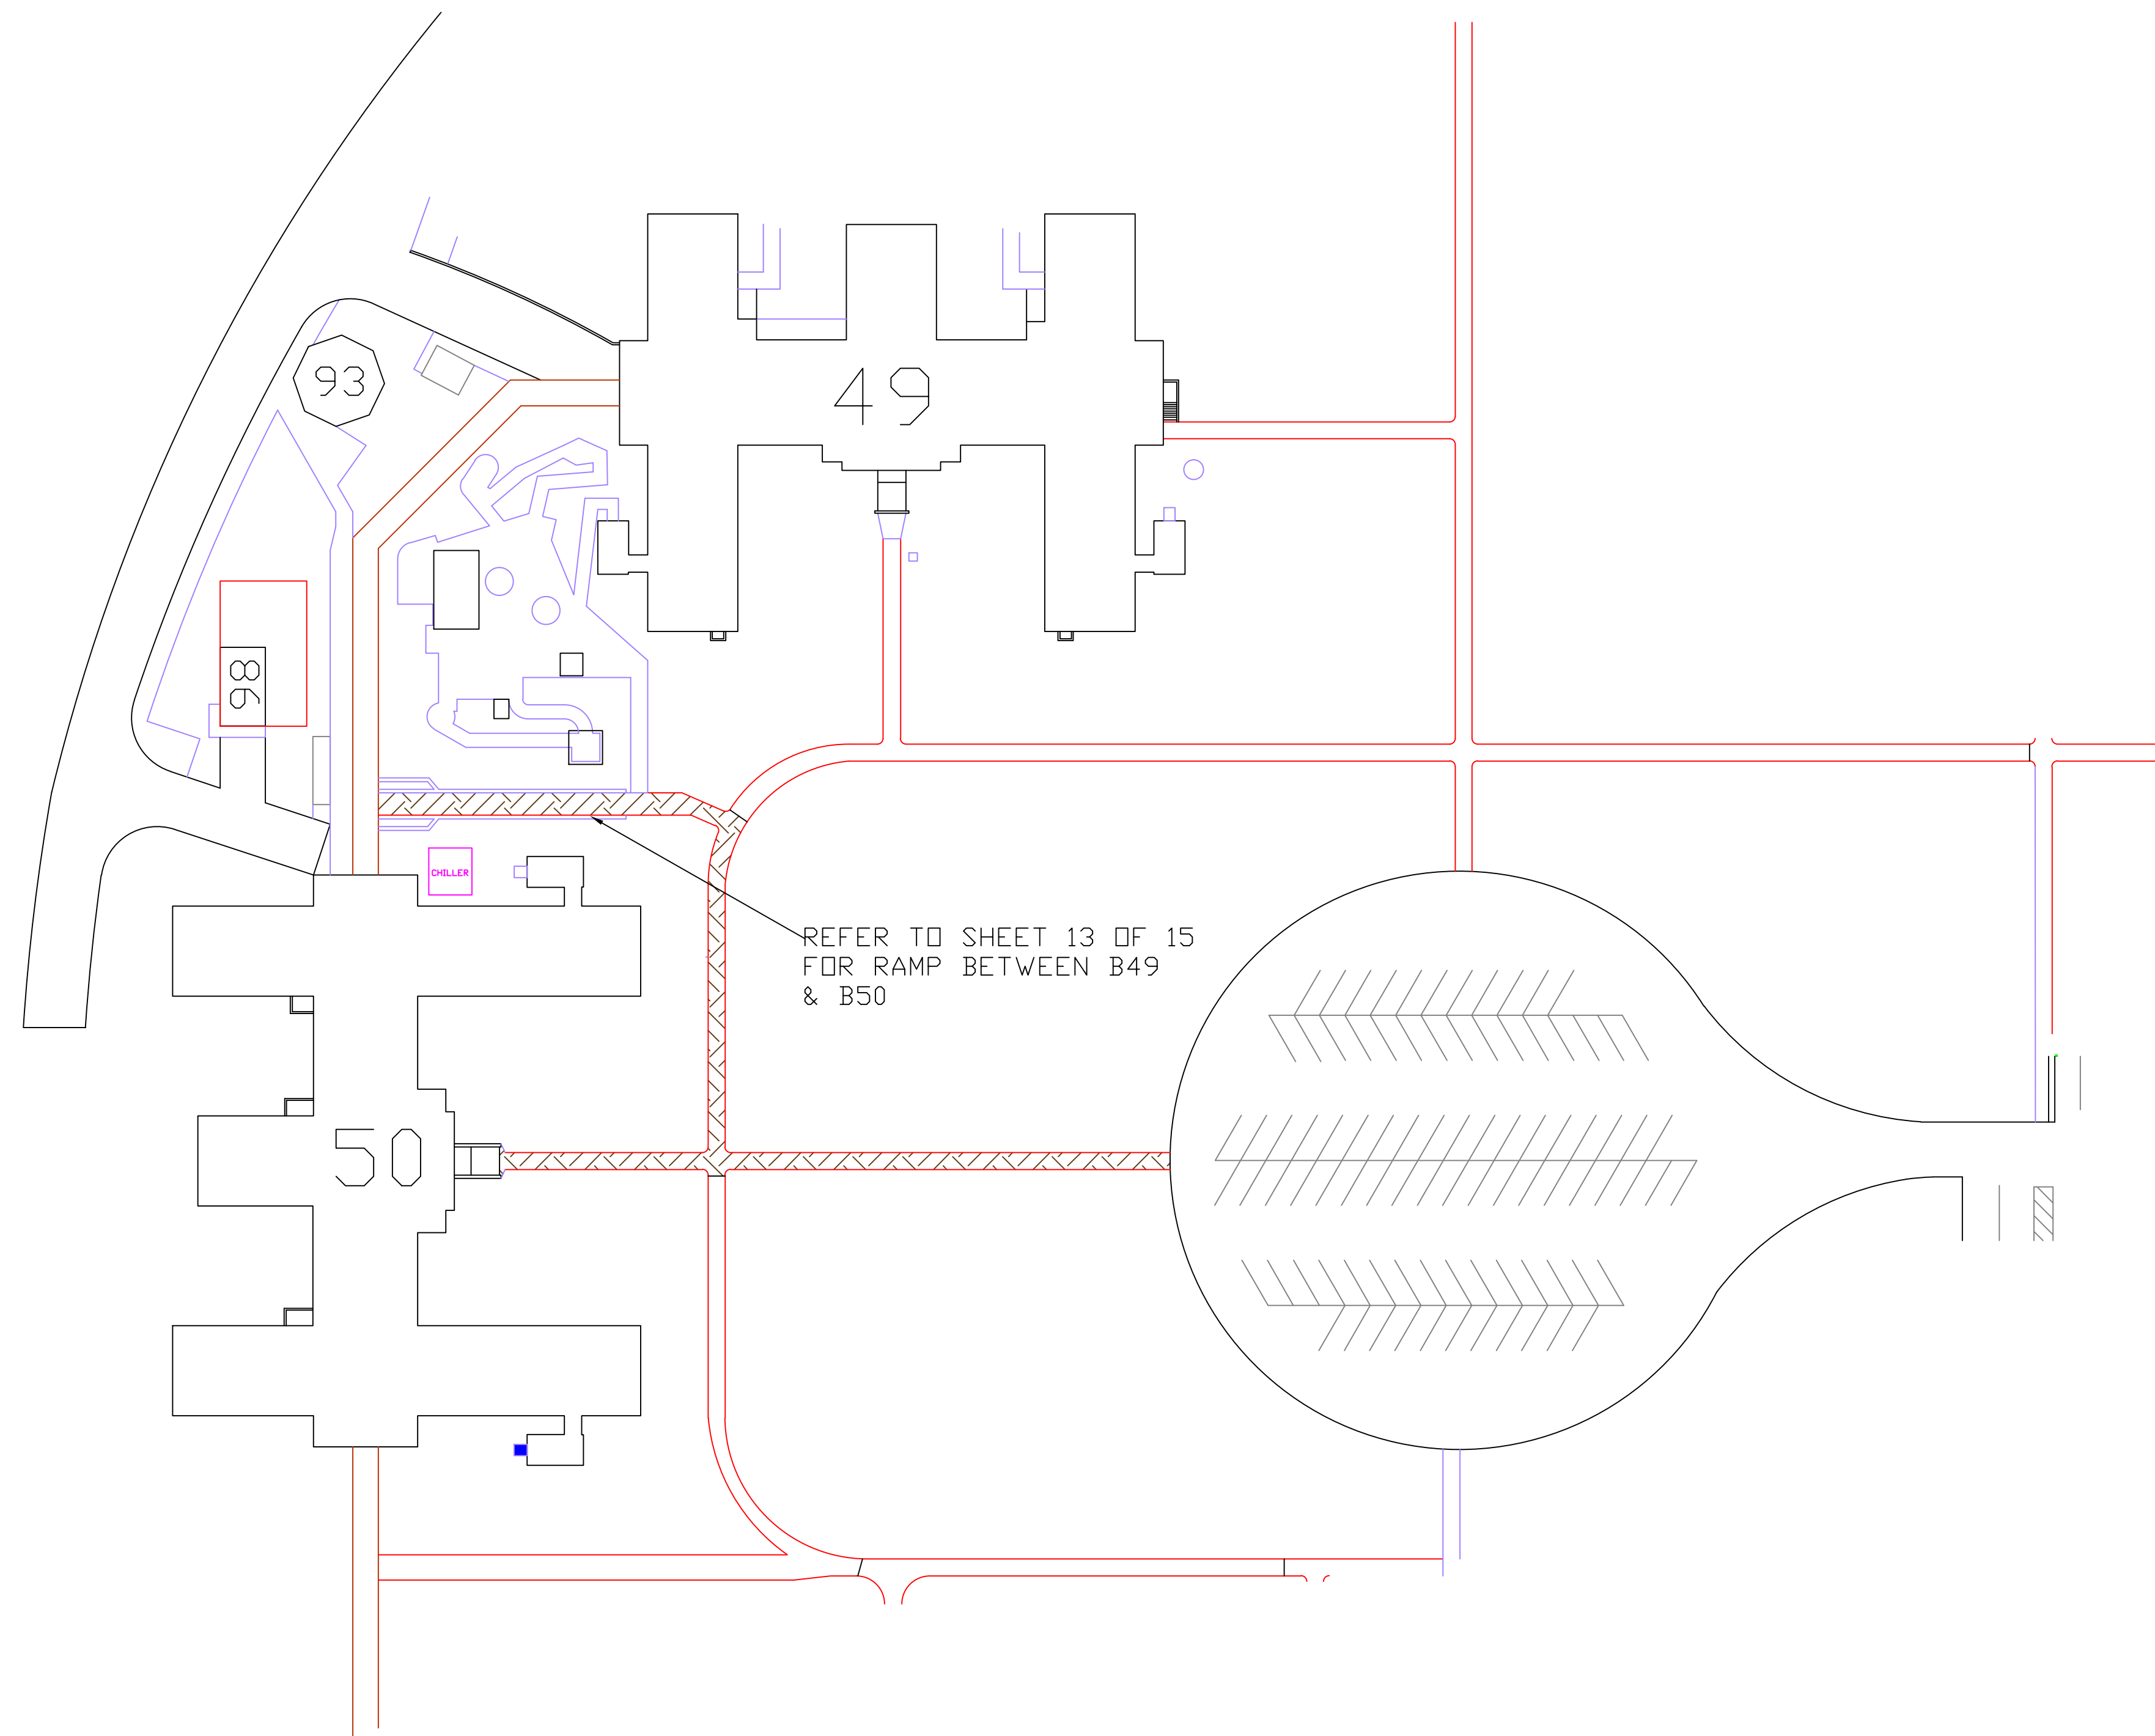 49
93
98
CHILLER
REFER TO SHEET 13 OF 15
FOR RAMP BETWEEN B49
& B50
50